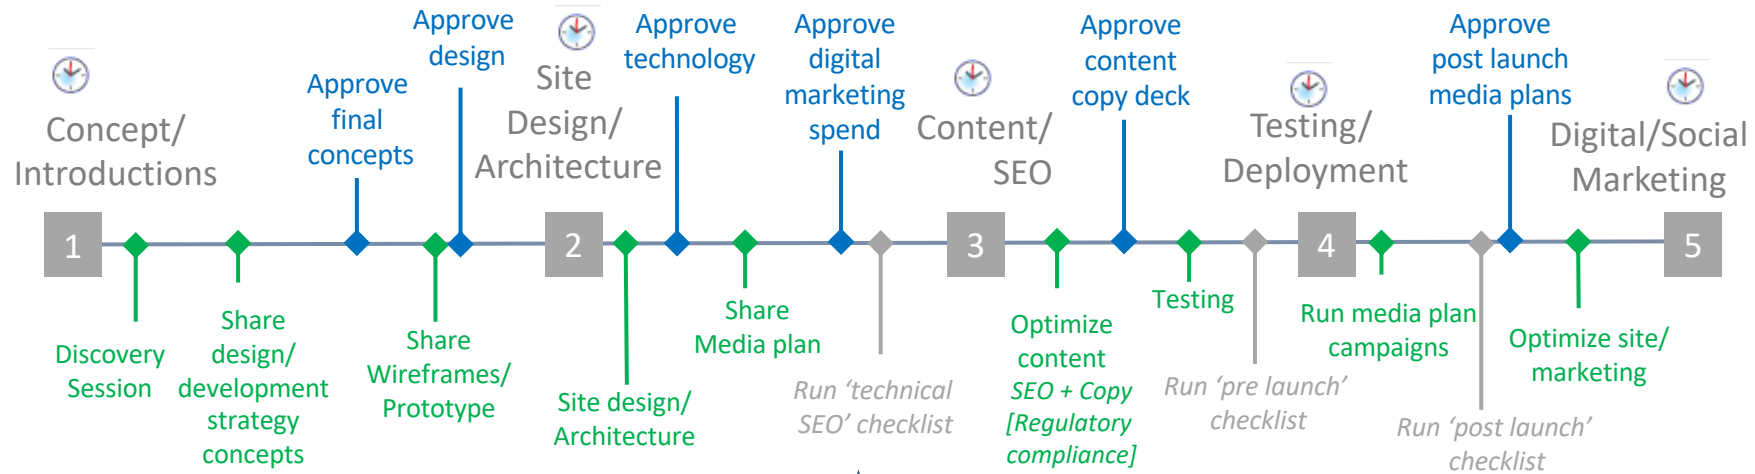 Concept/
Introductions
Approve
final
concepts
Approve
design
Site
Design/
Architecture
Approve
technology
Approve
digital
marketing
spend
Content/
SEO
Approve
content
copy deck
Testing/
Deployment
Approve
post launch
media plans
Digital/Social
Marketing
1
2
3
4
5
Discovery
Session
Share
design/
development
strategy
concepts
Share
Wireframes/
Prototype
Site design/
Architecture
Share
Media plan
Run ‘technical
SEO’ checklist
Optimize
content
SEO + Copy
[Regulatory
compliance]
Testing
Run ‘pre launch’
checklist
Run media plan
campaigns
Run ‘post launch’
checklist
Optimize site/
marketing